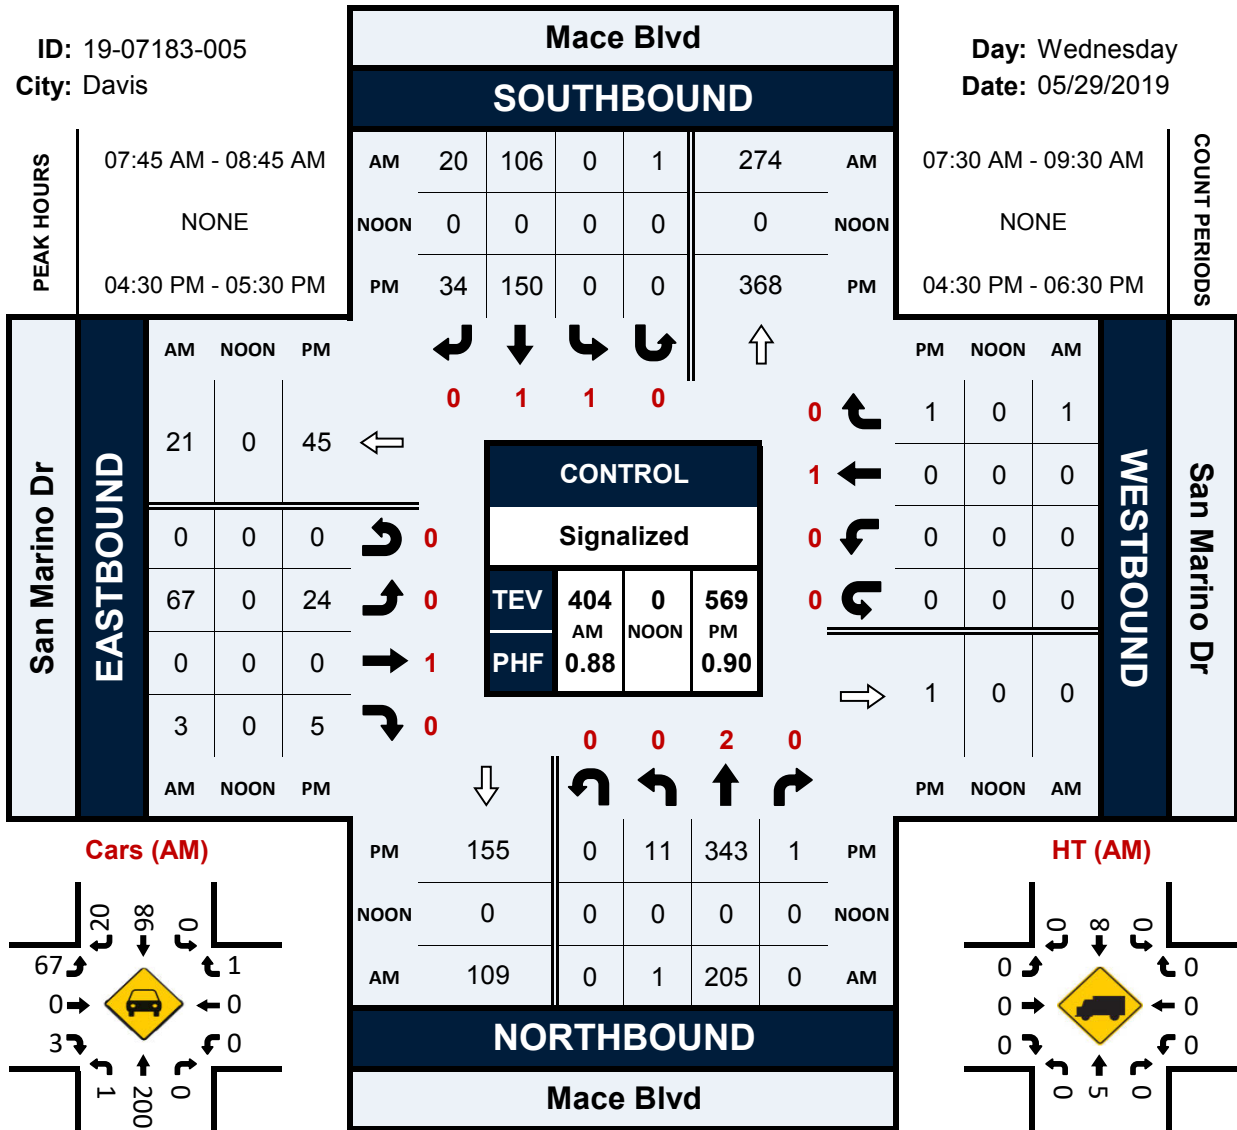 ID: 19-07183-005
City: Davis
Mace Blvd
SOUTHBOUND
Day: Wednesday
Date: 05/29/2019
PEAK HOURS
07:45 AM - 08:45 AM
NONE
04:30 PM - 05:30 PM
AM 20 106 0 1 274 AM
NOON 0 0 0 0 0 NOON
PM 34 150 0 0 368 PM
07:30 AM - 09:30 AM
NONE
04:30 PM - 06:30 PM
COUNT PERIODS
0 1 1 0
San Marino Dr
EASTBOUND
AM NOON PM
21 0 45
0 0 0 0
67 0 24 0
0 0 0 1
3 0 5 0
AM NOON PM
CONTROL
Signalized
TEV 404 0 569
AM NOON PM
PHF 0.88 0.90
PM NOON AM
0 1 0 1
1 0 0 0
0 0 0 0
0 0 0 0
1 0 0
PM NOON AM
WESTBOUND
San Marino Dr
0 0 2 0
PM 155 0 11 343 1 PM
NOON 0 0 0 0 0 NOON
AM 109 0 1 205 0 AM
NORTHBOUND
Mace Blvd
Cars (AM)
20 98 0
67 1
0 0
3 0
1 200 0
HT (AM)
0 8 0
0 0
0 0
0 0
0 5 0